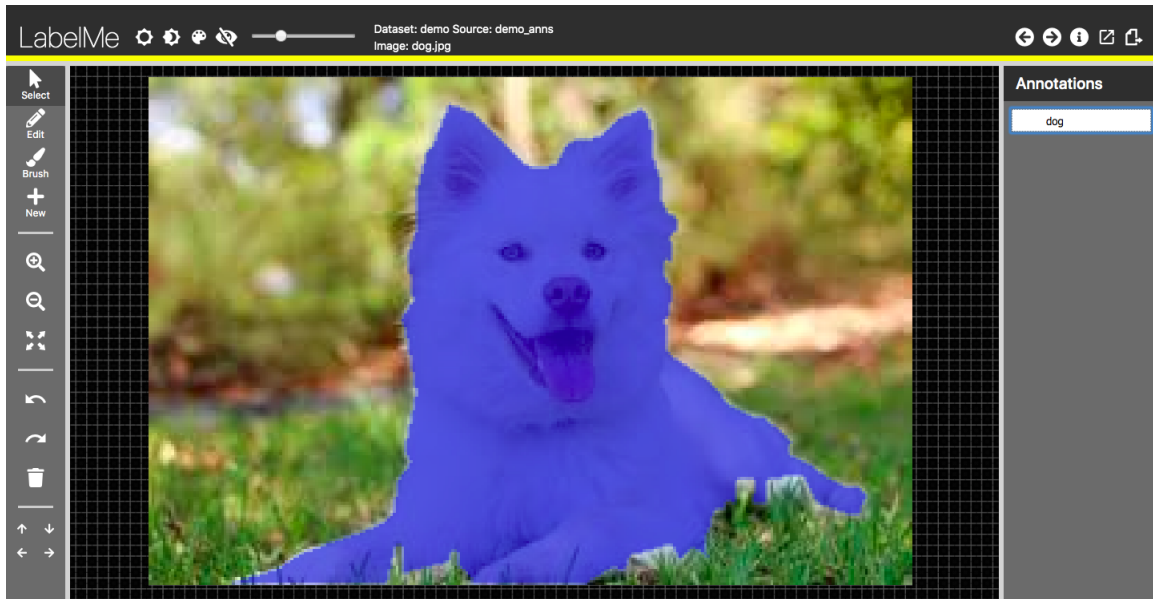 LabelMe
Dataset: demo Source: demo_anns
Image: dog.jpg
Select
Edit
Brush
New
Annotations
dog